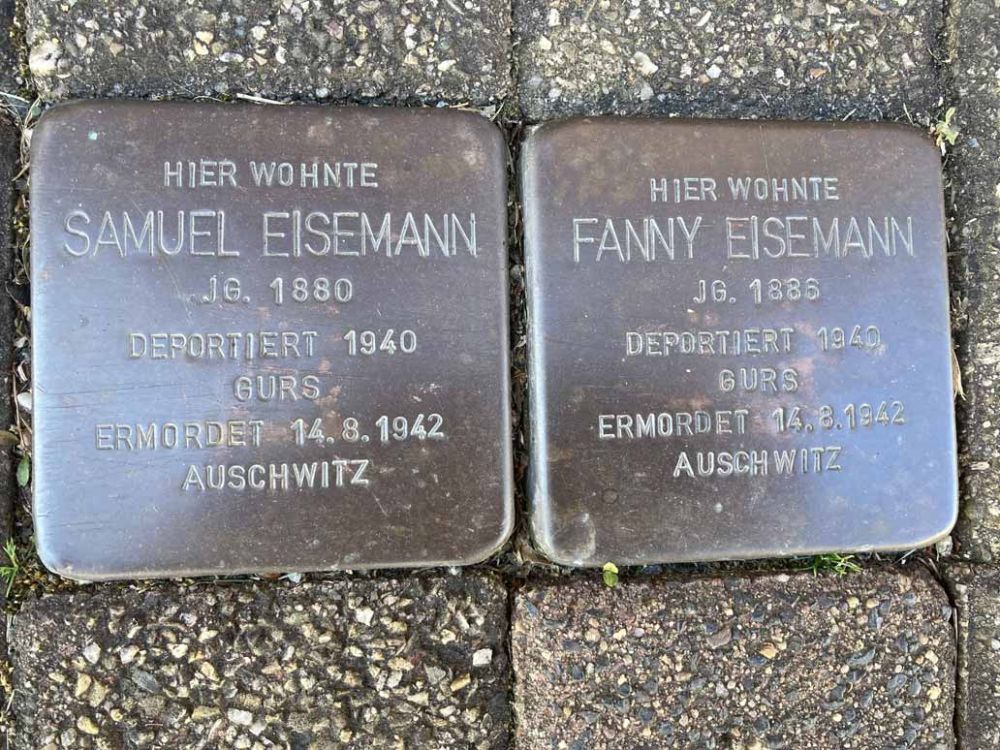 HIER WOHNTE
SAMUEL EISEMANN
JG. 1880
DEPORTIERT 1940
GURS
ERMORDET 14.8.1942
AUSCHWITZ
HIER WOHNTE
FANNY EISEMANN
JG. 1886
DEPORTIERT 1940
GURS
ERMORDET 14.8.1942
AUSCHWITZ